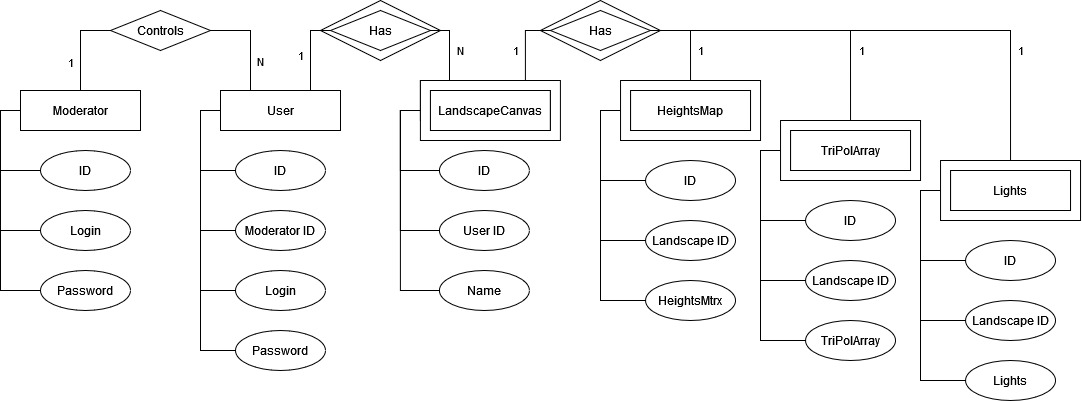 Controls
Has
Has
1
N
1
N
1
1
1
1
Moderator
User
LandscapeCanvas
HeightsMap
TriPolArray
Lights
ID
Login
Password
ID
Moderator ID
Login
Password
ID
User ID
Name
ID
Landscape ID
HeightsMtrx
ID
Landscape ID
TriPolArray
ID
Landscape ID
Lights